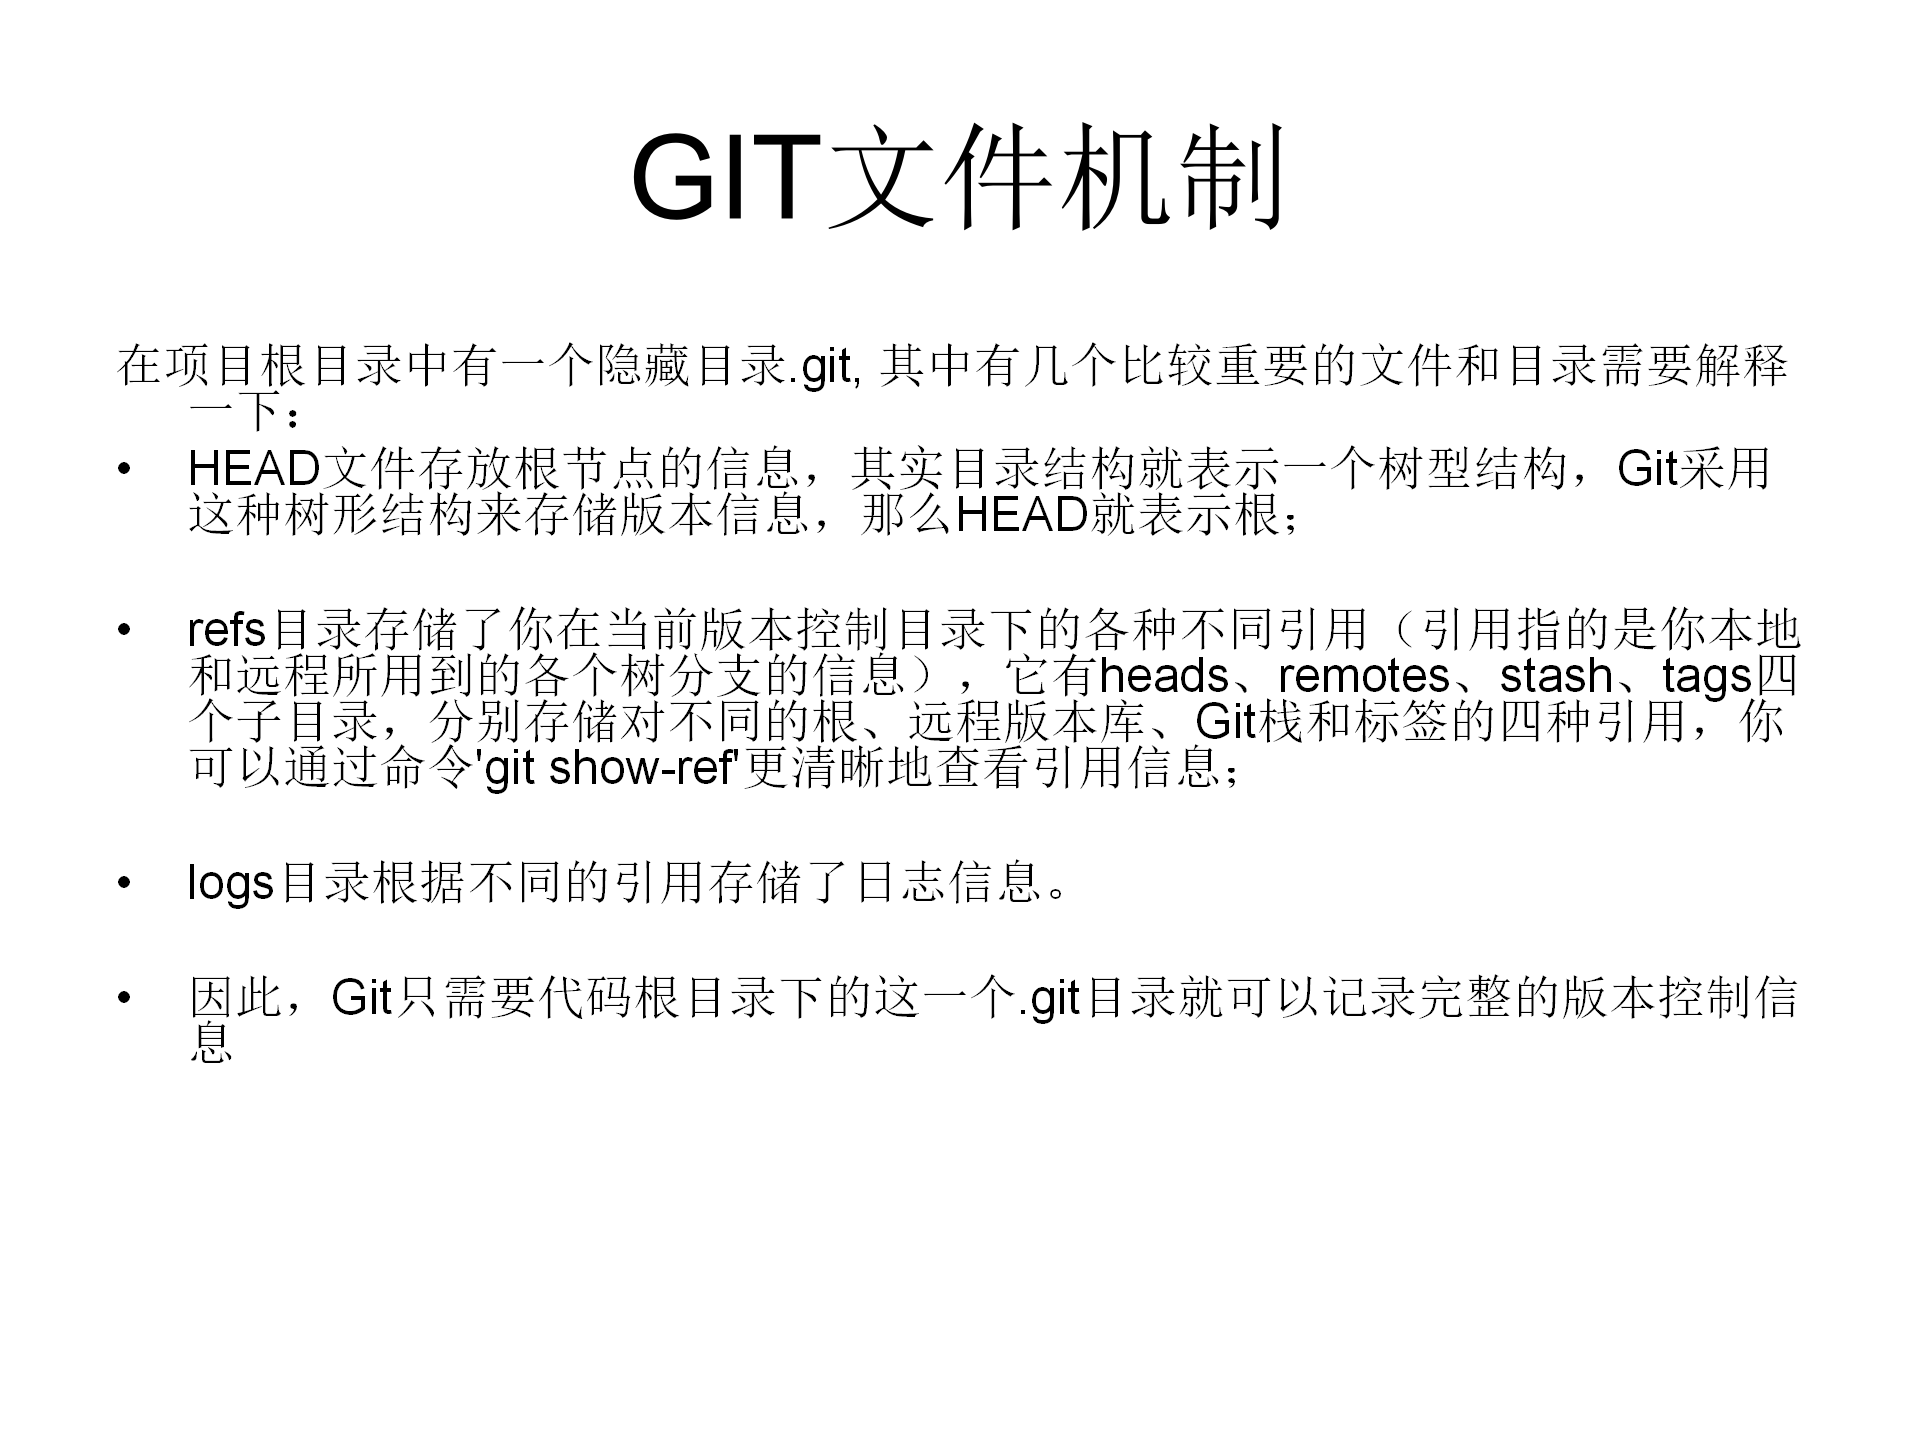 GIT文件机制
在项目根目录中有一个隐藏目录.git, 其中有几个比较重要的文件和目录需要解释
一下：
• HEAD文件存放根节点的信息，其实目录结构就表示一个树型结构，Git采用
这种树形结构来存储版本信息，那么HEAD就表示根；
• refs目录存储了你在当前版本控制目录下的各种不同引用（引用指的是你本地
和远程所用到的各个树分支的信息），它有heads、remotes、stash、tags四
个子目录，分别存储对不同的根、远程版本库、Git栈和标签的四种引用，你
可以通过命令'git show-ref'更清晰地查看引用信息；
• logs目录根据不同的引用存储了日志信息。
• 因此，Git只需要代码根目录下的这一个.git目录就可以记录完整的版本控制信
息